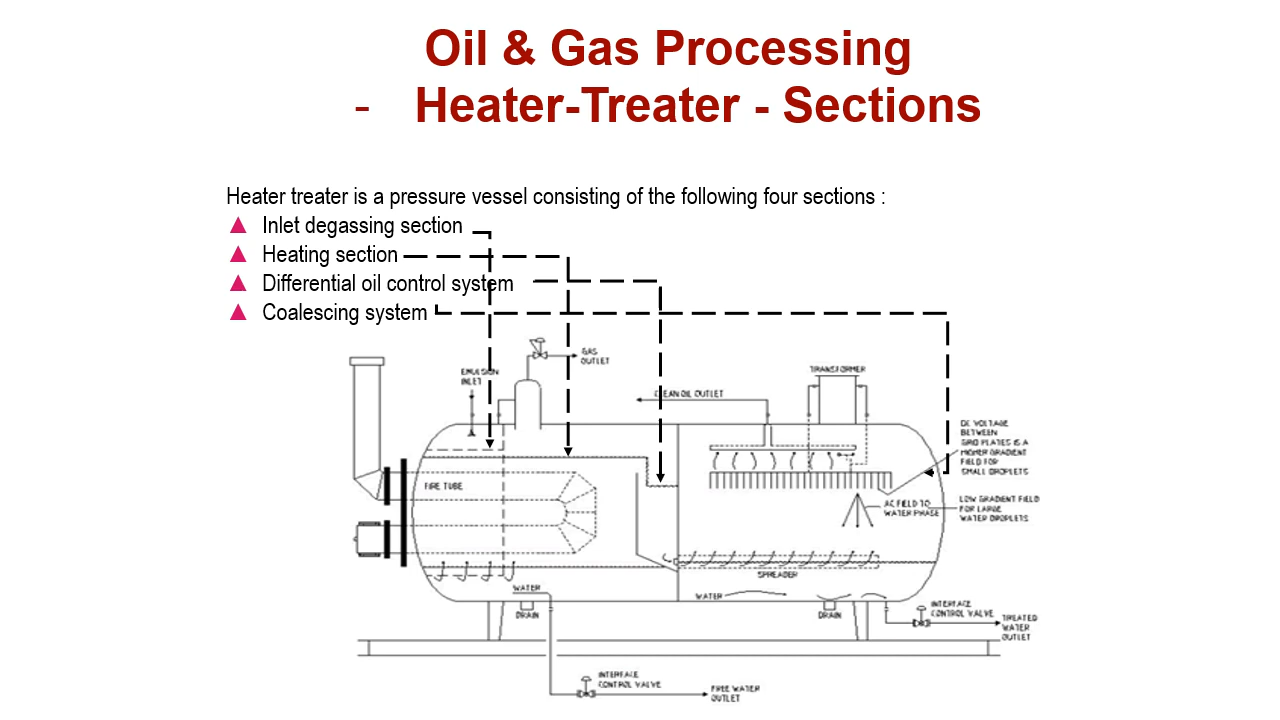 Oil & Gas Processing
- Heater-Treater - Sections
Heater treater is a pressure vessel consisting of the following four sections :
▲ Inlet degassing section
▲ Heating section
▲ Differential oil control system
▲ Coalescing system
GAS
OUTLET
EMULSION
INLET
TRANSFORMER
CLEAN OIL OUTLET
DC VOLTAGE
BETWEEN
GRID PLATES IS A
HIGHER GRADIENT
FIELD FOR
SMALL DROPLETS
FIRE TUBE
AC FIELD TO
WATER PHASE
LOW GRADIENT FIELD
FOR LARGE
WATER DROPLETS
SPREADER
WATER
WATER
DRAIN
DRAIN
INTERFACE
CONTROL VALVE
TREATED
WATER
OUTLET
INTERFACE
CONTROL VALVE
FREE WATER
OUTLET